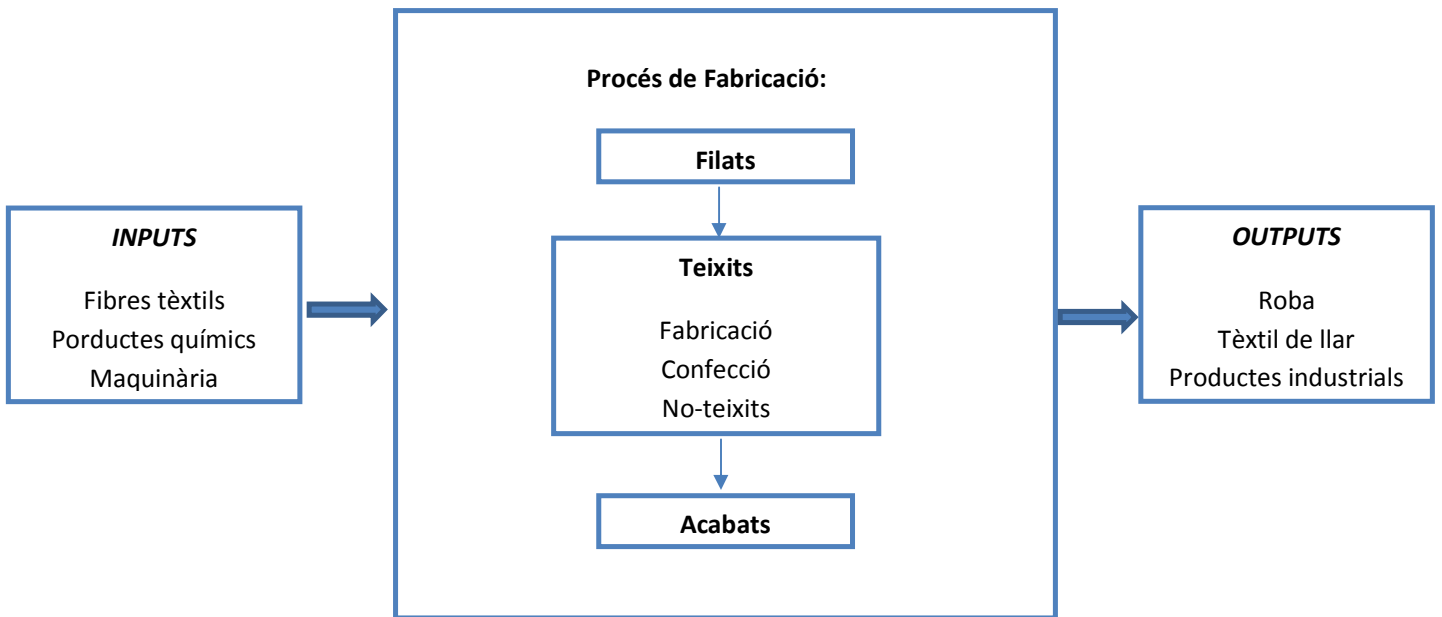 INPUTS
Fibres tèxtils
Porductes químics
Maquinària
Procés de Fabricació:
Filats
Teixits
Fabricació
Confecció
No-teixits
Acabats
OUTPUTS
Roba
Tèxtil de llar
Productes industrials